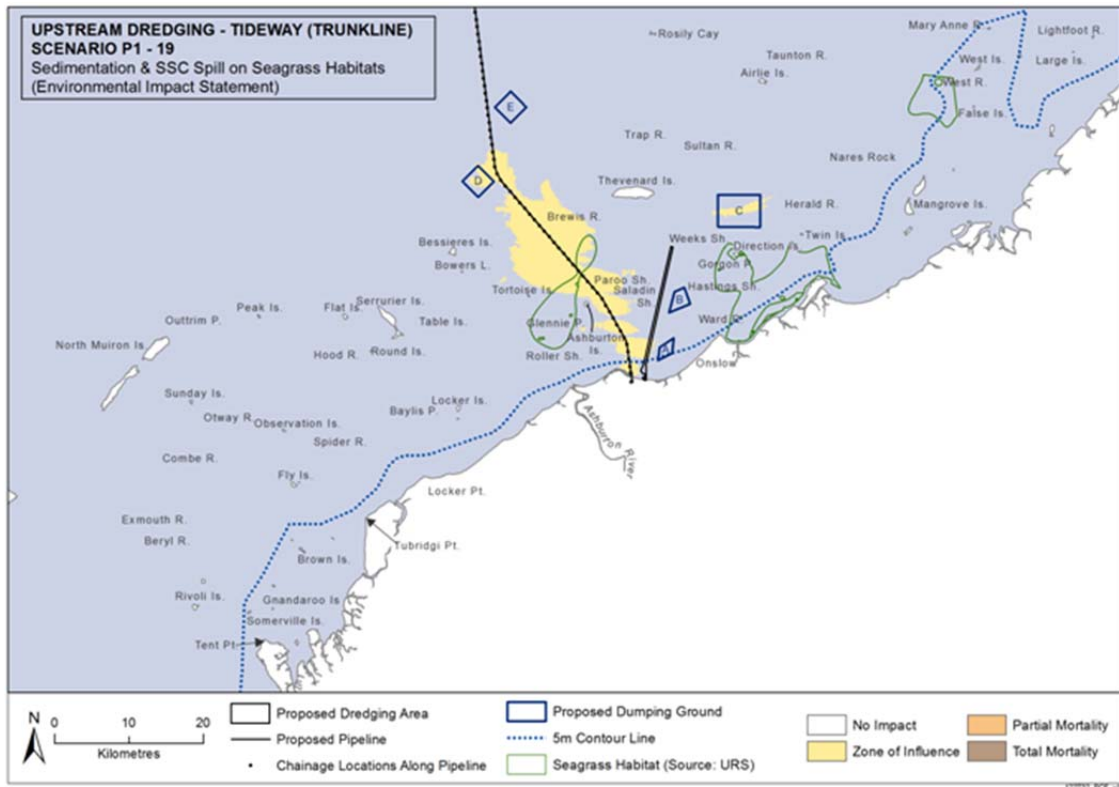 UPSTREAM DREDGING - TIDEWAY (TRUNKLINE)
SCENARIO P1 - 19
Sedimentation & SSC Spill on Seagrass Habitats
(Environmental Impact Statement)
Rosily Cay
Mary Anne R.
Lightfoot R.
Taunton R.
West Is.
Large Is.
Airlie Is.
West R.
E
False Is.
Trap R.
Sultan R.
Nares Rock
D
Thevenard Is.
C
Herald R.
Mangrove Is.
Brewis R.
Bessieres Is.
Weeks Sh.
Twin Is.
Direction Is.
Bowers L.
Gorgon P.
Paroo Sh.
Hastings Sh.
Tortoise Is.
Saladin
Sh.
B
Peak Is.
Flat Is.
Serrurier Is.
Outtrim P.
Table Is.
Glennie P.
Ward R.
Ashburton
Is.
North Muiron Is
Hood R.
Round Is.
Roller Sh.
A
Onslow
Sunday Is.
Locker Is.
Otway R.
Observation Is.
Baylis P.
Ashburton River
Spider R.
Combe R.
Fly Is.
Locker Pt.
Exmouth R.
Beryl R.
Tubridgi Pt.
Brown Is.
Rivoli Is.
Gnandaroo Is
Somerville Is.
Tent Pt
N
0 10 20
Kilometres
Proposed Dredging Area
Proposed Pipeline
Chainage Locations Along Pipeline
Proposed Dumping Ground
5m Contour Line
Seagrass Habitat (Source: URS)
No Impact
Zone of Influence
Partial Mortality
Total Mortality